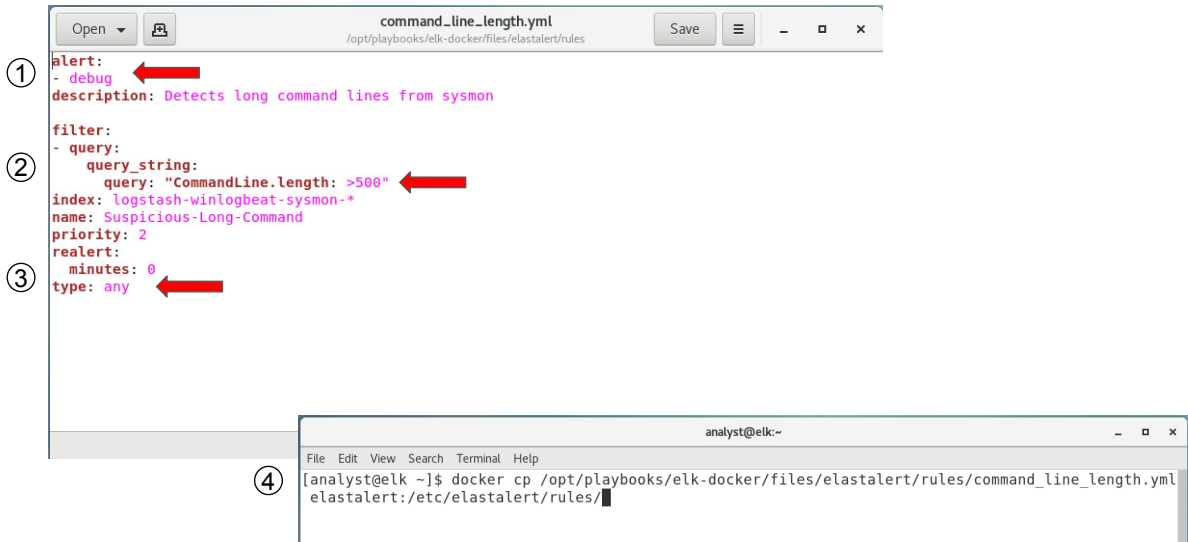 Open
command_line_length.yml
/opt/playbooks/elk-docker/files/elastalert/rules
Save
1
alert:
- debug
description: Detects long command lines from sysmon
filter:
2
- query:
    query_string:
      query: "CommandLine.length: >500"
index: logstash-winlogbeat-sysmon-*
name: Suspicious-Long-Command
priority: 2
realert:
3
  minutes: 0
type: any
analyst@elk:~
File Edit View Search Terminal Help
4
[analyst@elk ~]$ docker cp /opt/playbooks/elk-docker/files/elastalert/rules/command_line_length.yml
 elastalert:/etc/elastalert/rules/